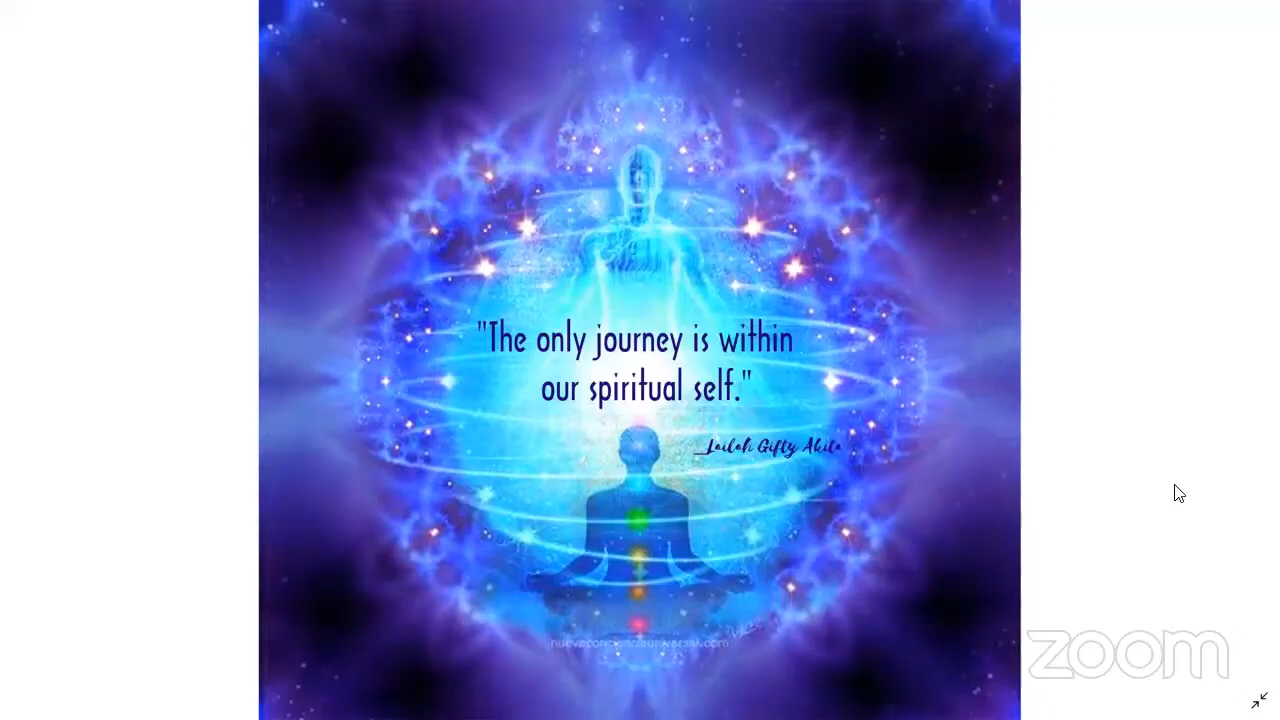 "The only journey is within
our spiritual self."
_Lailah Gifty Akita
zoom